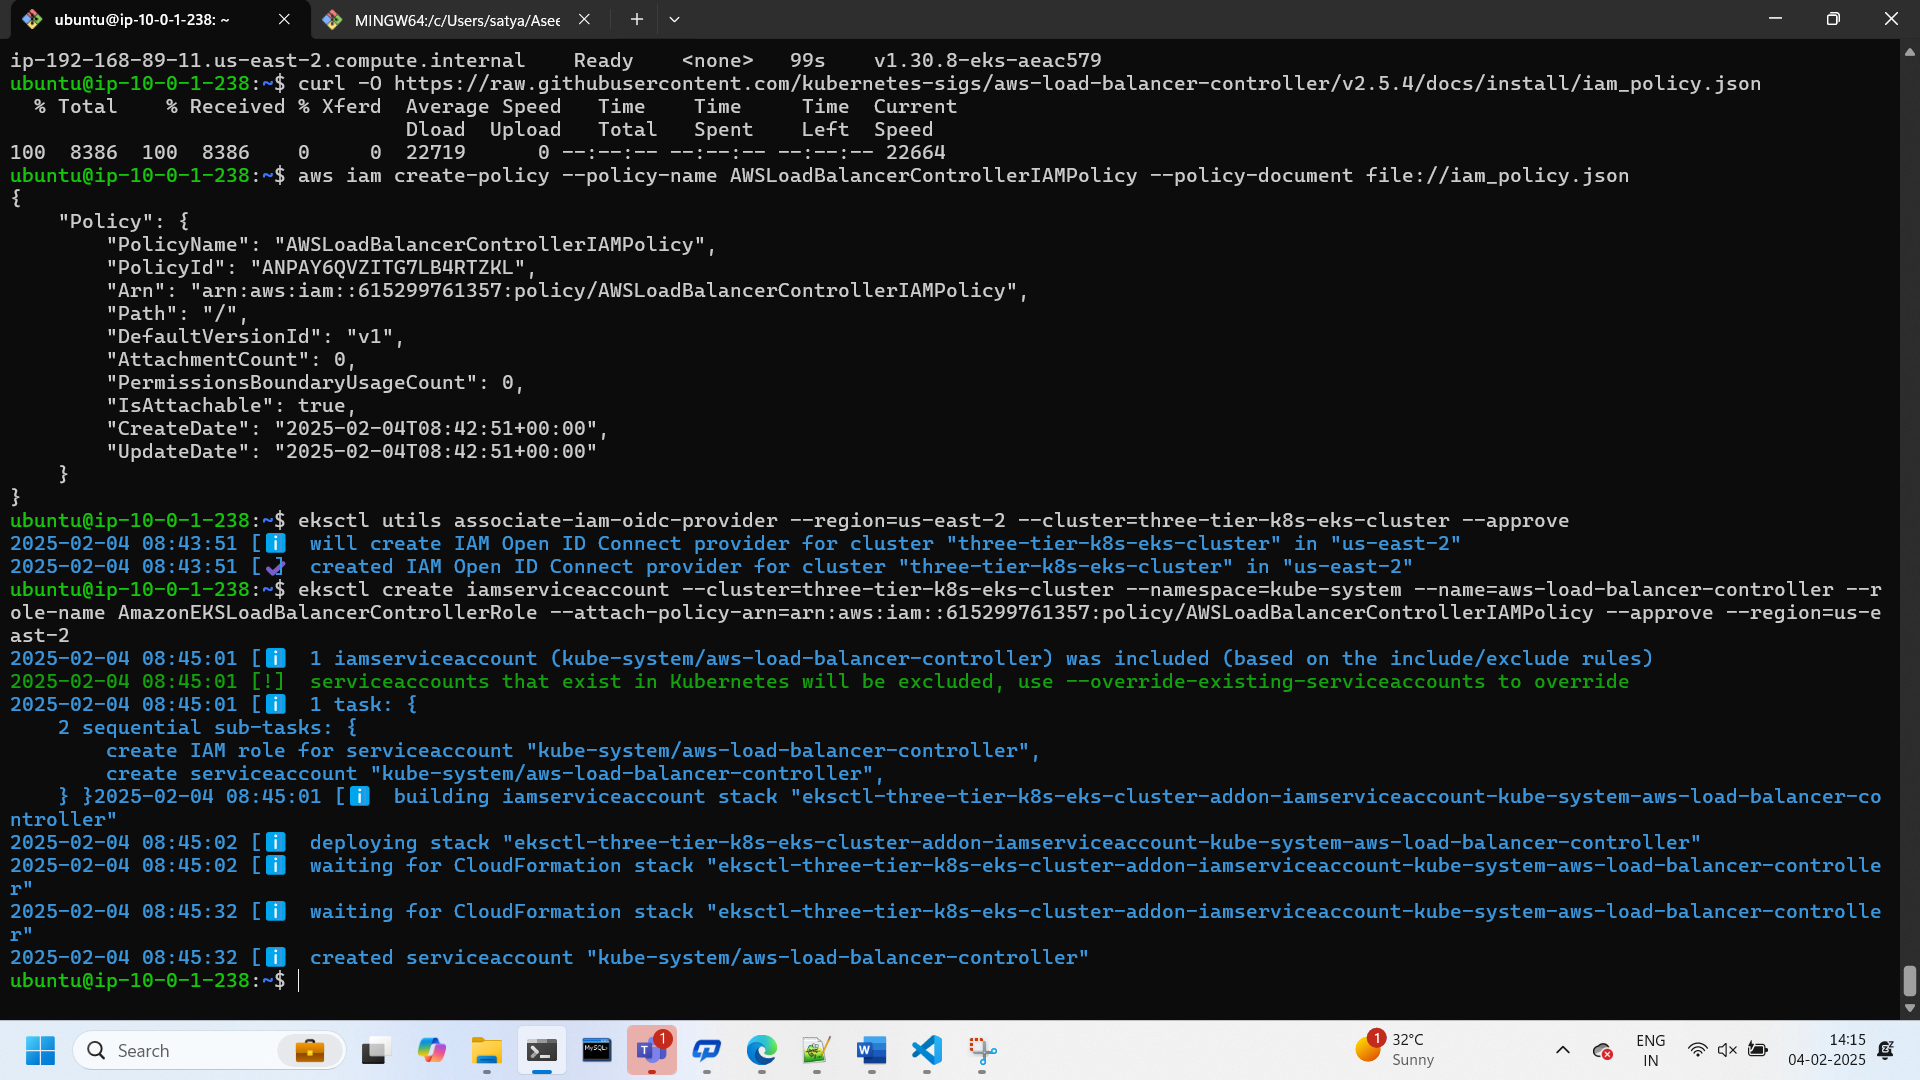 ubuntu@ip-10-0-1-238: ~
MINGW64:/c/Users/satya/Asee
ip-192-168-89-11.us-east-2.compute.internal    Ready    <none>   99s    v1.30.8-eks-aeac579
ubuntu@ip-10-0-1-238:~$ curl -O https://raw.githubusercontent.com/kubernetes-sigs/aws-load-balancer-controller/v2.5.4/docs/install/iam_policy.json
  % Total    % Received % Xferd  Average Speed   Time    Time     Time  Current
                                 Dload  Upload   Total   Spent    Left  Speed
100  8386  100  8386    0     0  22719      0 --:--:-- --:--:-- --:--:-- 22664
ubuntu@ip-10-0-1-238:~$ aws iam create-policy --policy-name AWSLoadBalancerControllerIAMPolicy --policy-document file://iam_policy.json
{
    "Policy": {
        "PolicyName": "AWSLoadBalancerControllerIAMPolicy",
        "PolicyId": "ANPAY6QVZITG7LB4RTZKL",
        "Arn": "arn:aws:iam::615299761357:policy/AWSLoadBalancerControllerIAMPolicy",
        "Path": "/",
        "DefaultVersionId": "v1",
        "AttachmentCount": 0,
        "PermissionsBoundaryUsageCount": 0,
        "IsAttachable": true,
        "CreateDate": "2025-02-04T08:42:51+00:00",
        "UpdateDate": "2025-02-04T08:42:51+00:00"
    }
}
ubuntu@ip-10-0-1-238:~$ eksctl utils associate-iam-oidc-provider --region=us-east-2 --cluster=three-tier-k8s-eks-cluster --approve
2025-02-04 08:43:51 [ℹ  will create IAM Open ID Connect provider for cluster "three-tier-k8s-eks-cluster" in "us-east-2"
2025-02-04 08:43:51 [✔]  created IAM Open ID Connect provider for cluster "three-tier-k8s-eks-cluster" in "us-east-2"
ubuntu@ip-10-0-1-238:~$ eksctl create iamserviceaccount --cluster=three-tier-k8s-eks-cluster --namespace=kube-system --name=aws-load-balancer-controller --r
ole-name AmazonEKSLoadBalancerControllerRole --attach-policy-arn=arn:aws:iam::615299761357:policy/AWSLoadBalancerControllerIAMPolicy --approve --region=us-e
ast-2
2025-02-04 08:45:01 [ℹ  1 iamserviceaccount (kube-system/aws-load-balancer-controller) was included (based on the include/exclude rules)
2025-02-04 08:45:01 [!]  serviceaccounts that exist in Kubernetes will be excluded, use --override-existing-serviceaccounts to override
2025-02-04 08:45:01 [ℹ  1 task: {
    2 sequential sub-tasks: {
        create IAM role for serviceaccount "kube-system/aws-load-balancer-controller",
        create serviceaccount "kube-system/aws-load-balancer-controller",
    } }2025-02-04 08:45:01 [ℹ  building iamserviceaccount stack "eksctl-three-tier-k8s-eks-cluster-addon-iamserviceaccount-kube-system-aws-load-balancer-co
ntroller"
2025-02-04 08:45:02 [ℹ  deploying stack "eksctl-three-tier-k8s-eks-cluster-addon-iamserviceaccount-kube-system-aws-load-balancer-controller"
2025-02-04 08:45:02 [ℹ  waiting for CloudFormation stack "eksctl-three-tier-k8s-eks-cluster-addon-iamserviceaccount-kube-system-aws-load-balancer-controlle
r"
2025-02-04 08:45:32 [ℹ  waiting for CloudFormation stack "eksctl-three-tier-k8s-eks-cluster-addon-iamserviceaccount-kube-system-aws-load-balancer-controlle
r"
2025-02-04 08:45:32 [ℹ  created serviceaccount "kube-system/aws-load-balancer-controller"
ubuntu@ip-10-0-1-238:~$
Search
MySQL
1
1
32°C
Sunny
ENG
IN
14:15
04-02-2025